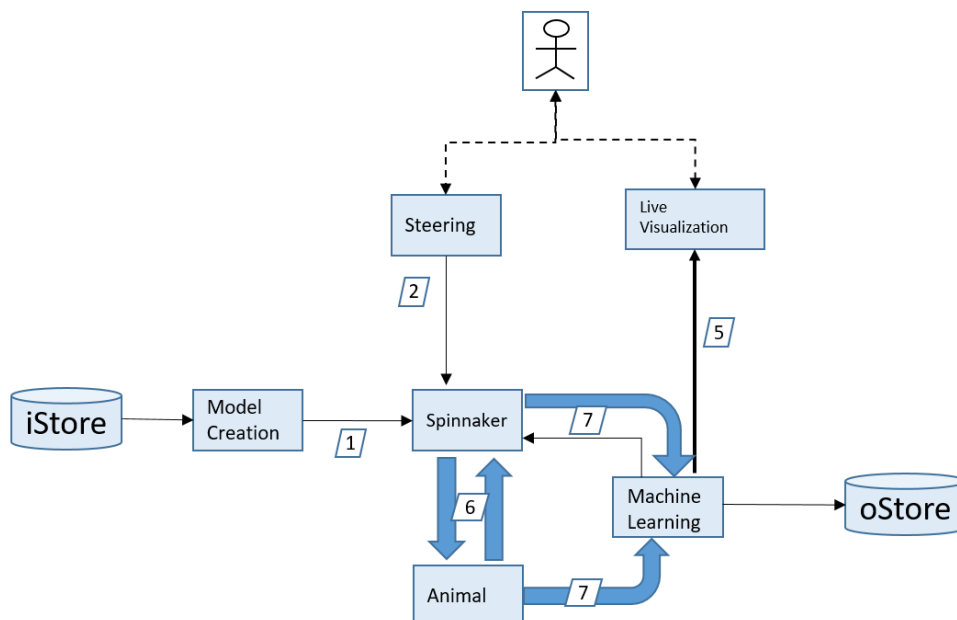 Steering
Live
Visualization
2
5
iStore
Model
Creation
1
Spinnaker
7
Machine
Learning
oStore
6
Animal
7